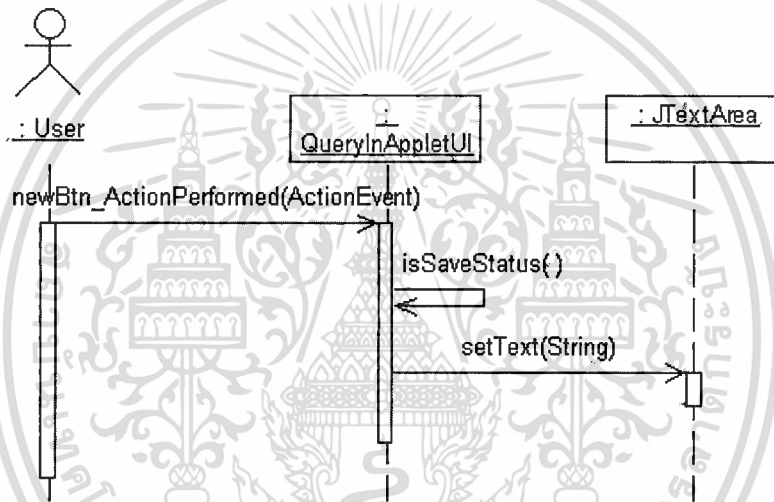 : User
:
QueryInAppletUI
: JTextArea
newBtn_ActionPerformed(ActionEvent)
isSaveStatus( )
setText(String)